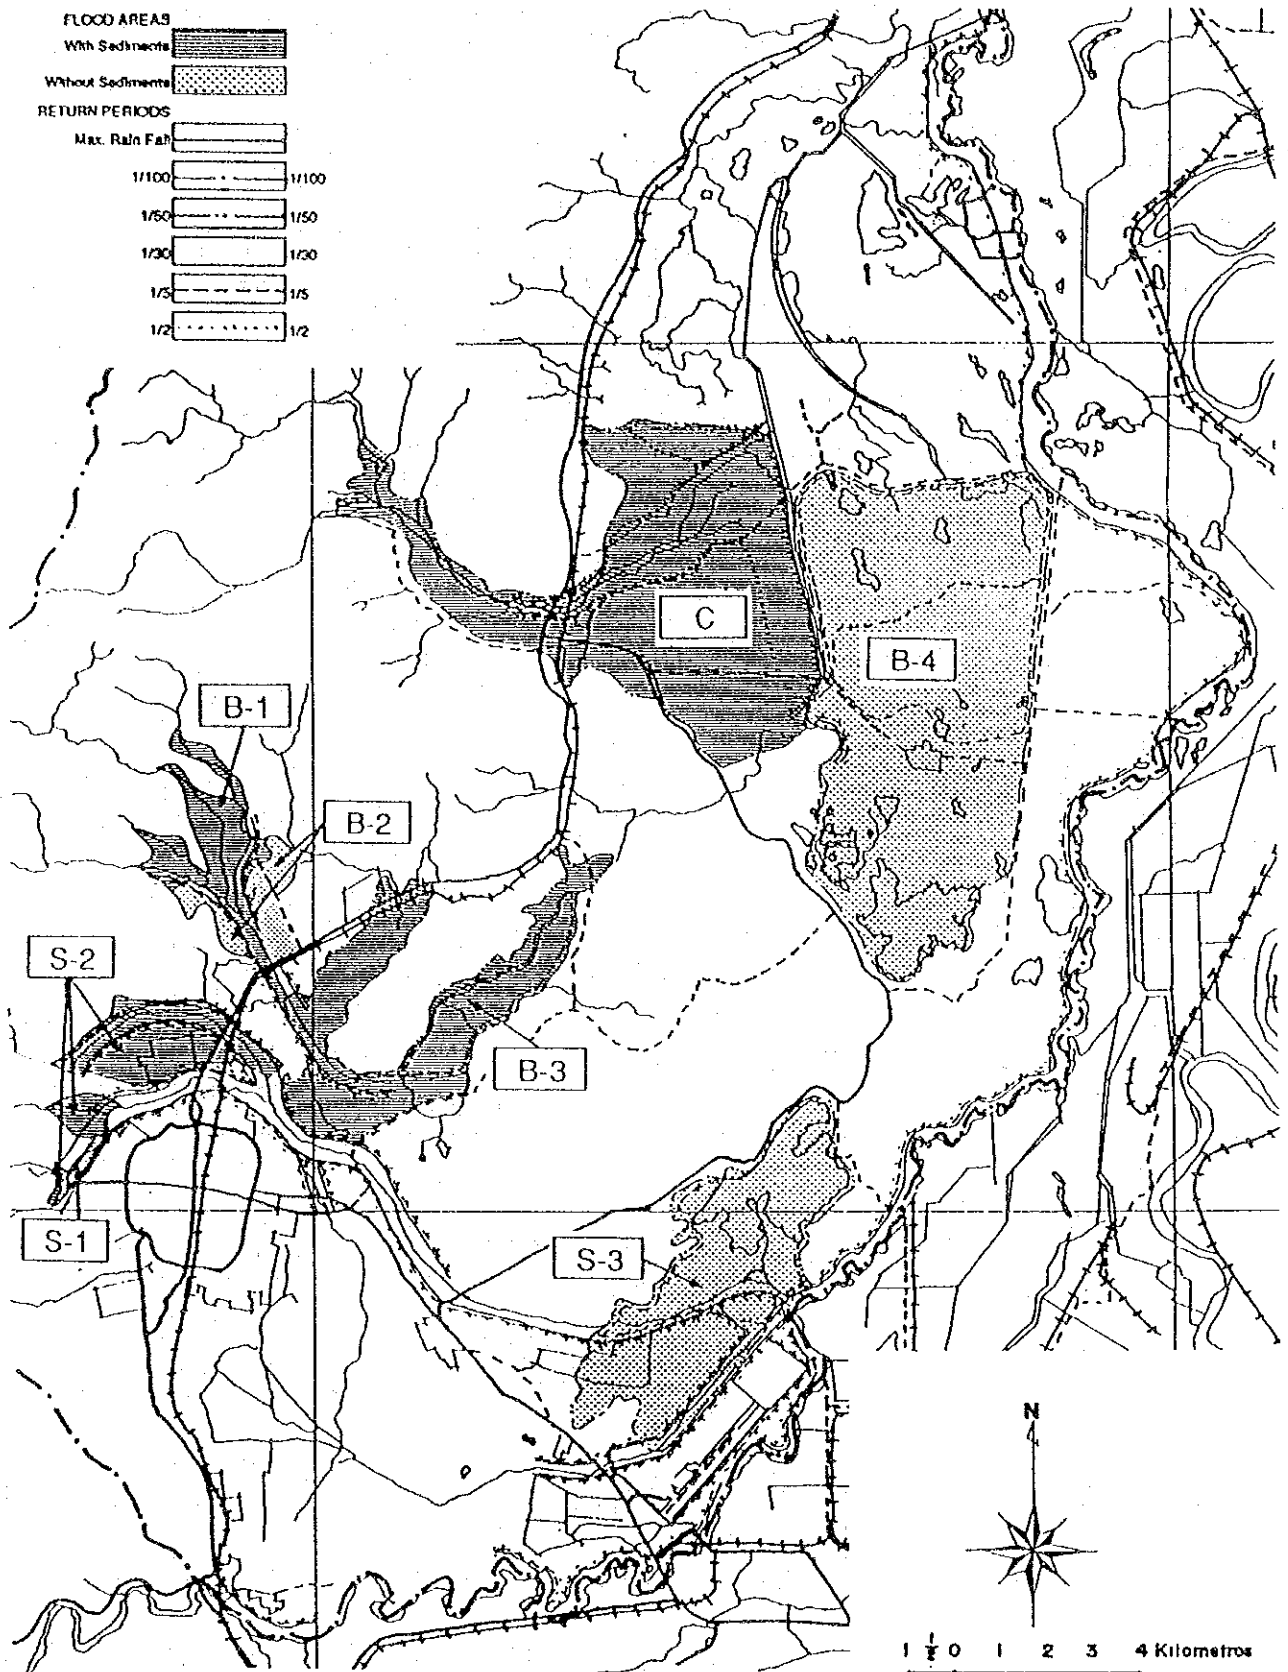 FLOOD AREAS
With Sediments
Without Sediments
RETURN PERIODS
Max. Rain Fall
1/100 1/100
1/50 1/50
1/30 1/30
1/5 1/5
1/2 1/2
C
B-4
B-1
B-2
S-2
B-3
S-1
S-3
N
1 ½ 0 1 2 3 4 Kilometros